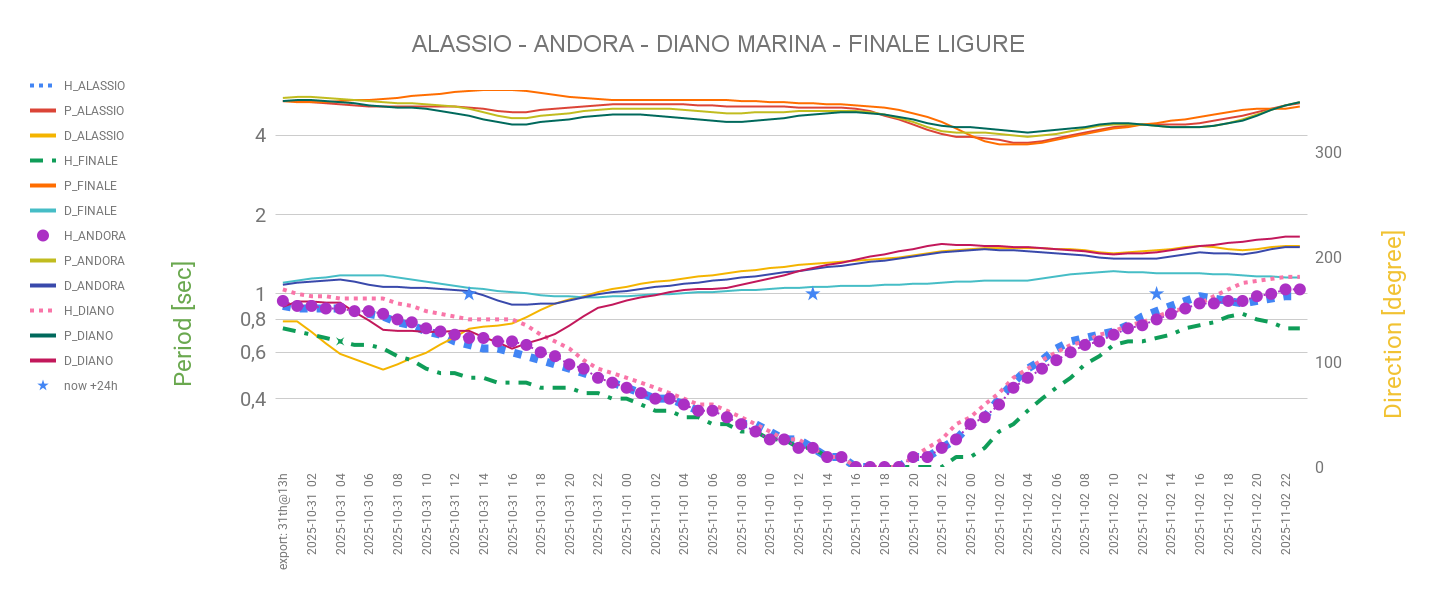 ALASSIO - ANDORA - DIANO MARINA - FINALE LIGURE
H_ALASSIO
P_ALASSIO
D_ALASSIO
H_FINALE
P_FINALE
D_FINALE
H_ANDORA
P_ANDORA
D_ANDORA
H_DIANO
P_DIANO
D_DIANO
now +24h
Period [sec]
4
2
1
0,8
0,6
0,4
300
200
100
0
Direction [degree]
export: 31th@13h
2025-10-31 02
2025-10-31 04
2025-10-31 06
2025-10-31 08
2025-10-31 10
2025-10-31 12
2025-10-31 14
2025-10-31 16
2025-10-31 18
2025-10-31 20
2025-10-31 22
2025-11-01 00
2025-11-01 02
2025-11-01 04
2025-11-01 06
2025-11-01 08
2025-11-01 10
2025-11-01 12
2025-11-01 14
2025-11-01 16
2025-11-01 18
2025-11-01 20
2025-11-01 22
2025-11-02 00
2025-11-02 02
2025-11-02 04
2025-11-02 06
2025-11-02 08
2025-11-02 10
2025-11-02 12
2025-11-02 14
2025-11-02 16
2025-11-02 18
2025-11-02 20
2025-11-02 22